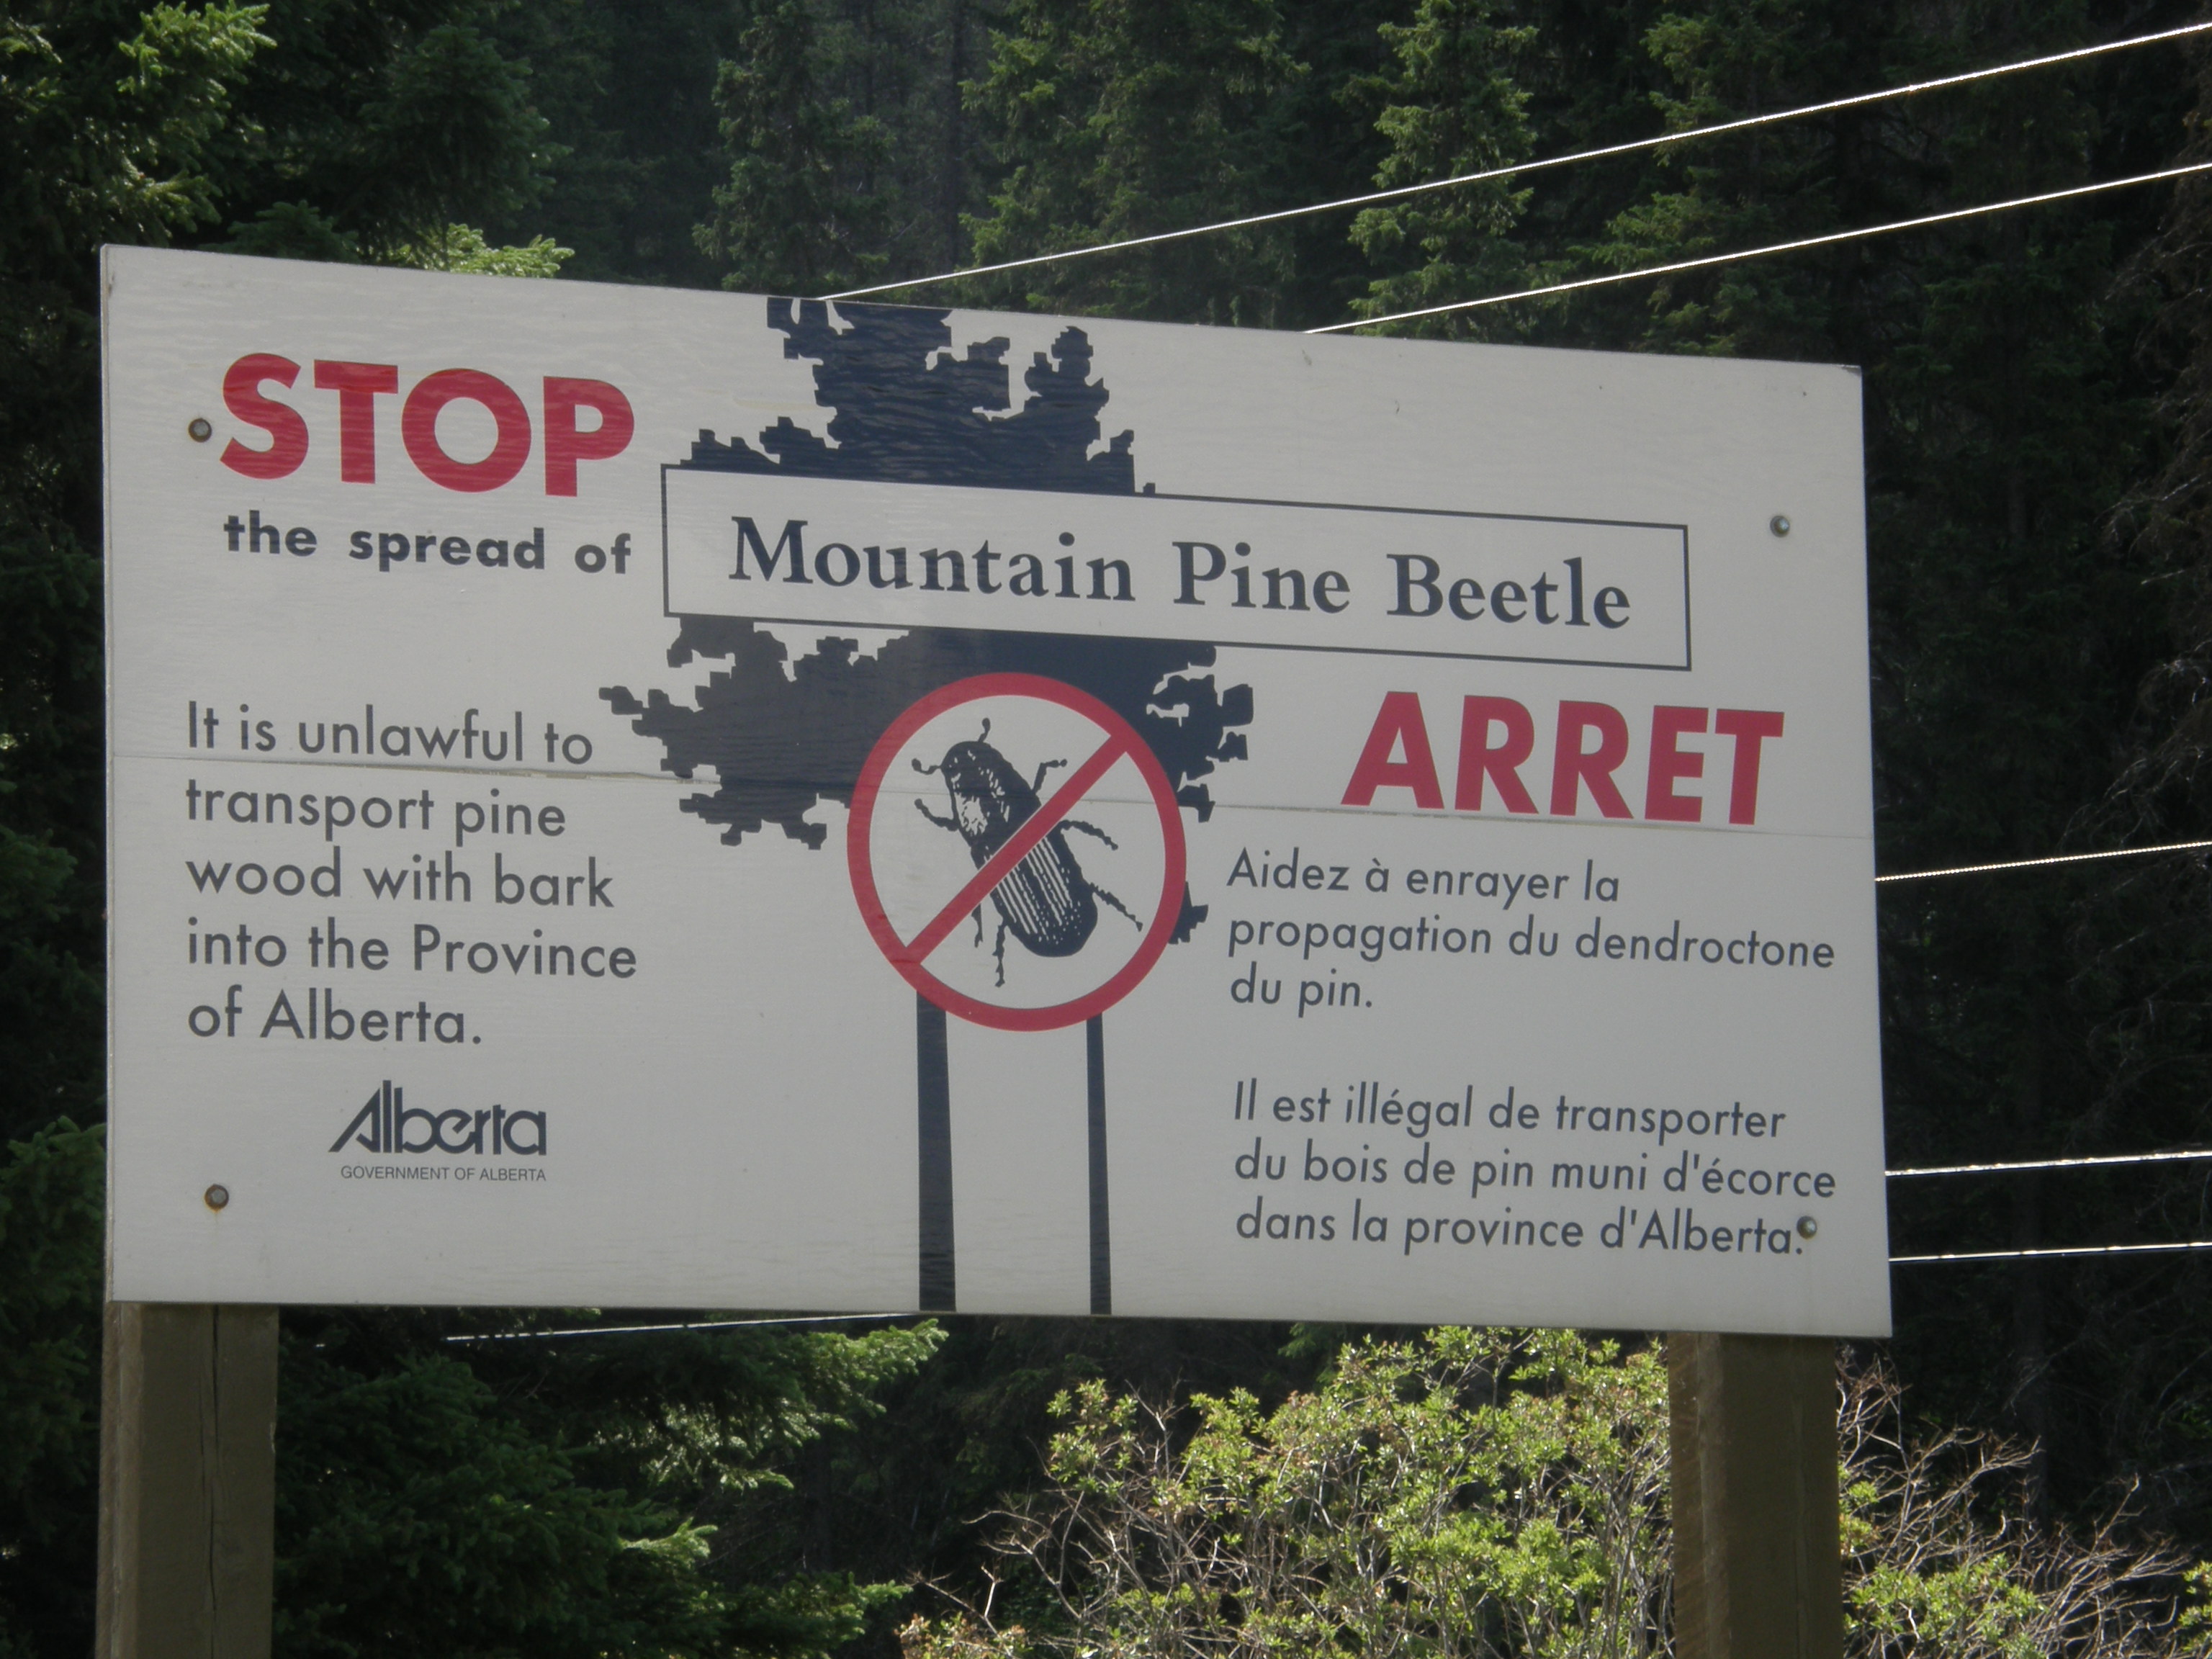 STOP
the spread of
Mountain Pine Beetle
It is unlawful to
transport pine
wood with bark
into the Province
of Alberta.
Alberta
GOVERNMENT OF ALBERTA
ARRET
Aidez à enrayer la
propagation du dendroctone
du pin.
Il est illégal de transporter
du bois de pin muni d'écorce
dans la province d'Alberta.